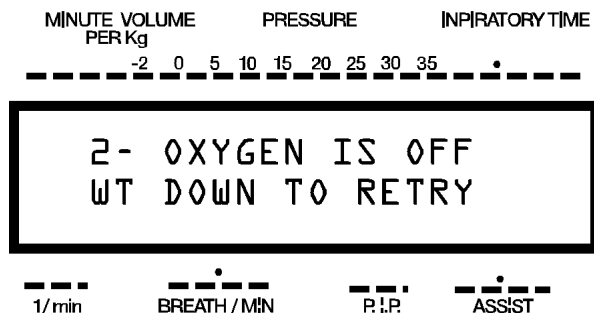 MINUTE VOLUME PER Kg
PRESSURE
INPIRATORY TIME
-2 0 5 10 15 20 25 30 35
2- OXYGEN IS OFF
WT DOWN TO RETRY
1/min
BREATH / MIN
P.I.P.
ASSIST